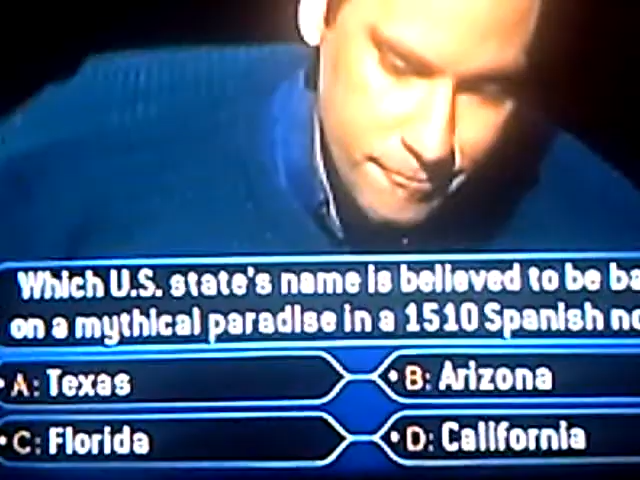 Which U.S. state's name is believed to be ba
on a mythical paradise in a 1510 Spanish no
A: Texas
B: Arizona
C: Florida
D: California